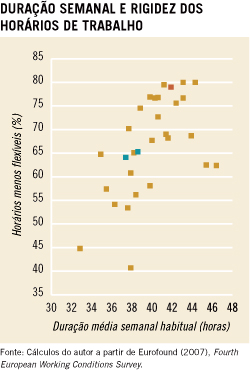 DURAÇÃO SEMANAL E RIGIDEZ DOS
HORÁRIOS DE TRABALHO
Horários menos flexíveis (%)
85
80
75
70
65
60
55
50
45
40
35
30 32 34 36 38 40 42 44 46 48
Duração média semanal habitual (horas)
Fonte: Cálculos do autor a partir de Eurofound (2007), Fourth
European Working Conditions Survey.